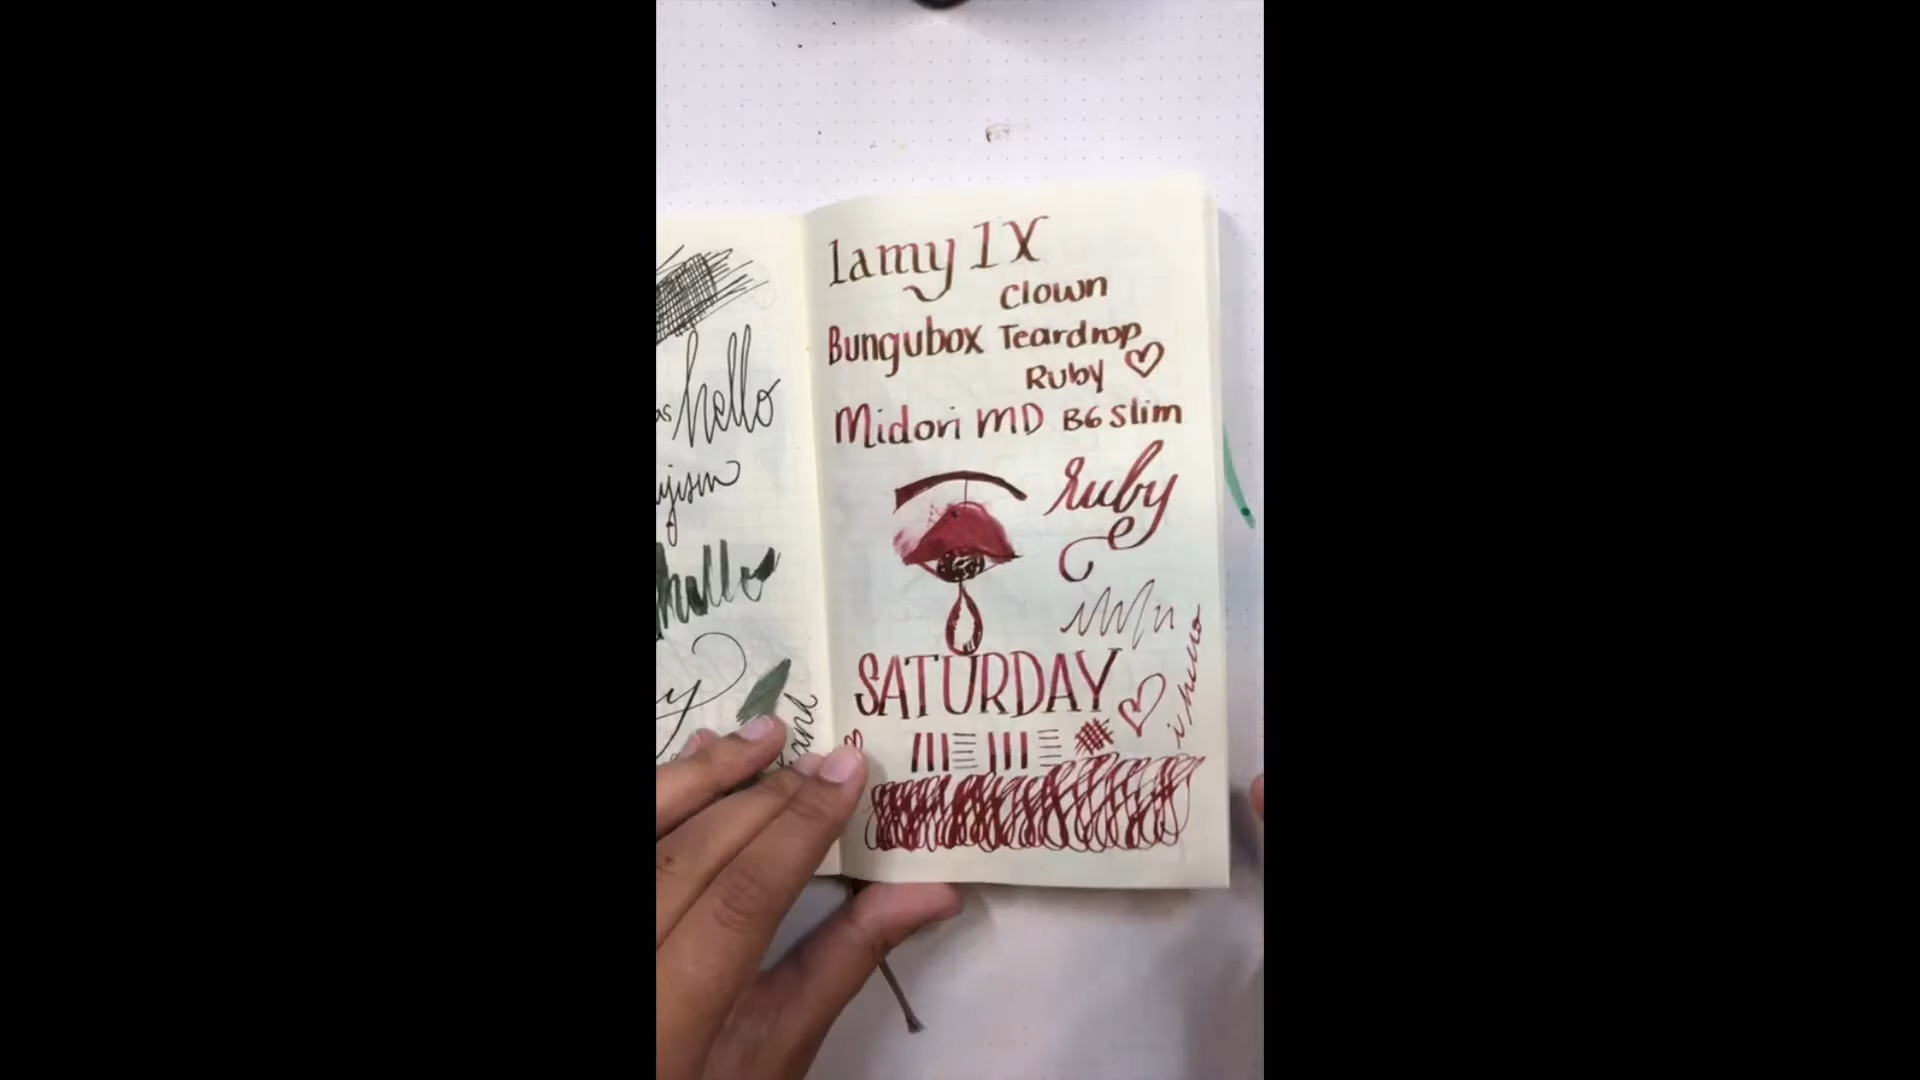 hello
hello
lamy 1X
Clown
Bungubox Teardrop
Ruby
Midori MD B6 Slim
Ruby
SATURDAY
hello